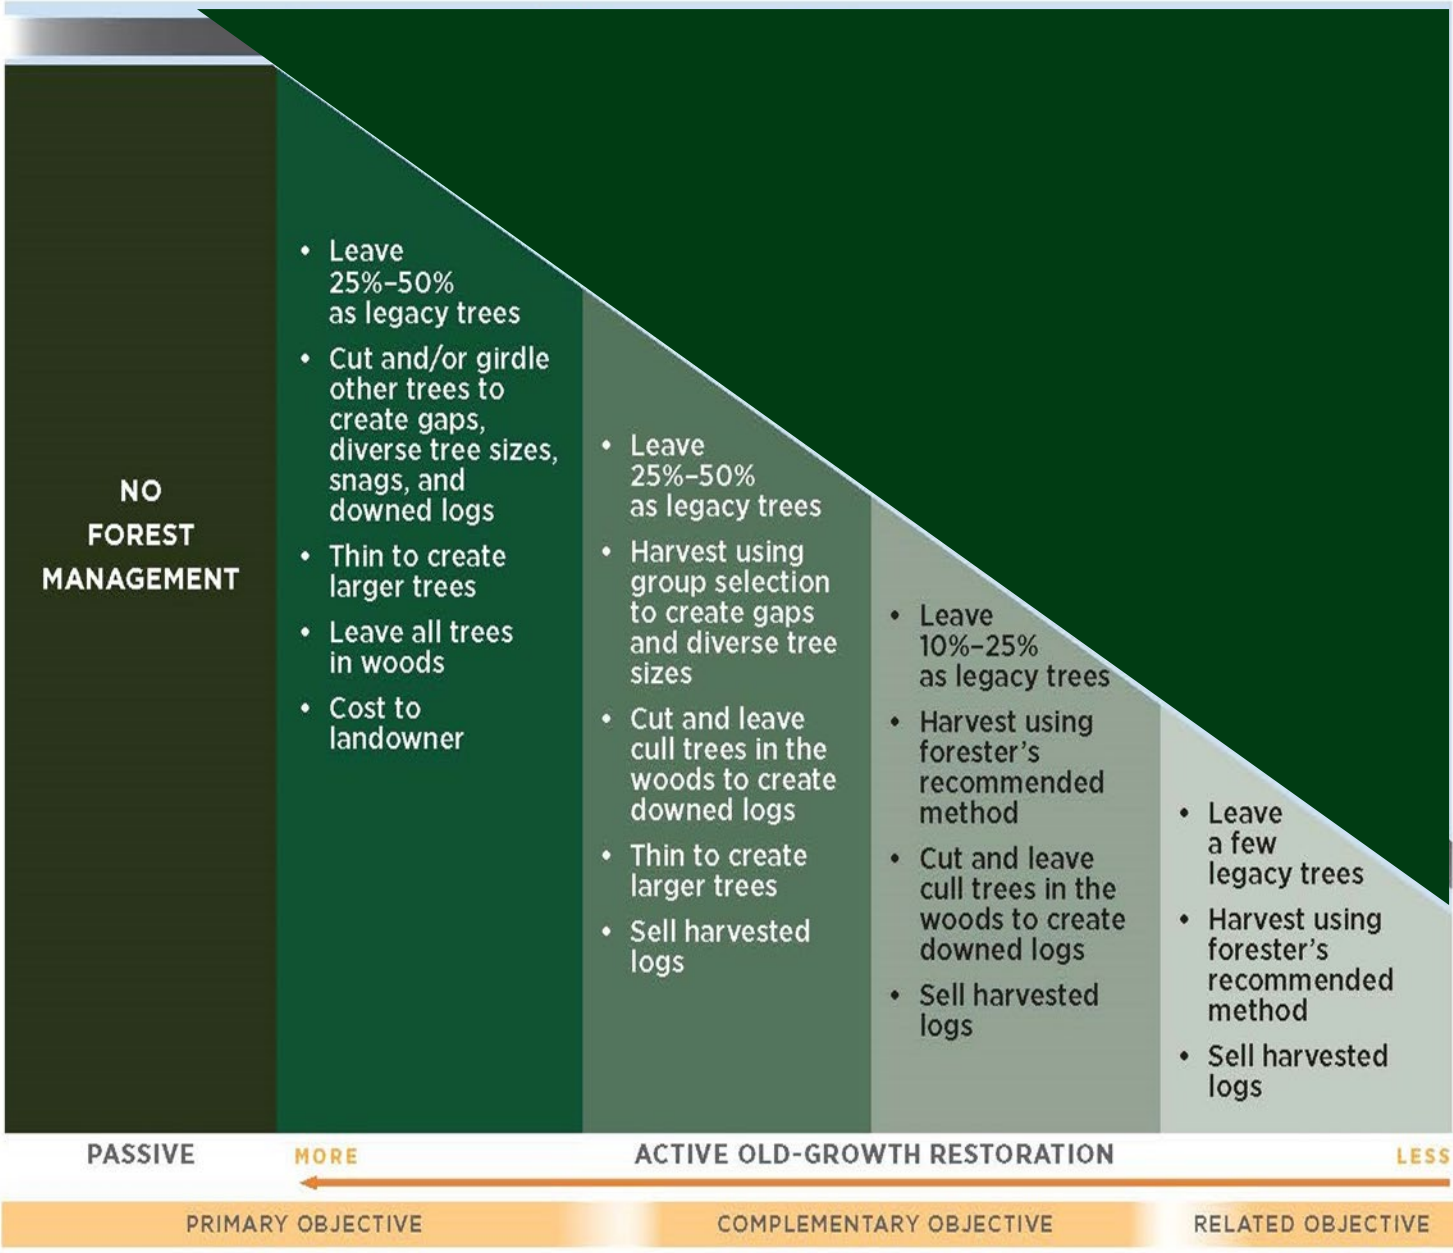 NO
FOREST
MANAGEMENT
• Leave
25%–50%
as legacy trees
• Cut and/or girdle
other trees to
create gaps,
diverse tree sizes,
snags, and
downed logs
• Thin to create
larger trees
• Leave all trees
in woods
• Cost to
landowner
• Leave
25%–50%
as legacy trees
• Harvest using
group selection
to create gaps
and diverse tree
sizes
• Cut and leave
cull trees in the
woods to create
downed logs
• Thin to create
larger trees
• Sell harvested
logs
• Leave
10%–25%
as legacy trees
• Harvest using
forester’s
recommended
method
• Cut and leave
cull trees in the
woods to create
downed logs
• Sell harvested
logs
• Leave
a few
legacy trees
• Harvest using
forester’s
recommended
method
• Sell harvested
logs
PASSIVE MORE ACTIVE OLD-GROWTH RESTORATION LESS
PRIMARY OBJECTIVE COMPLEMENTARY OBJECTIVE RELATED OBJECTIVE